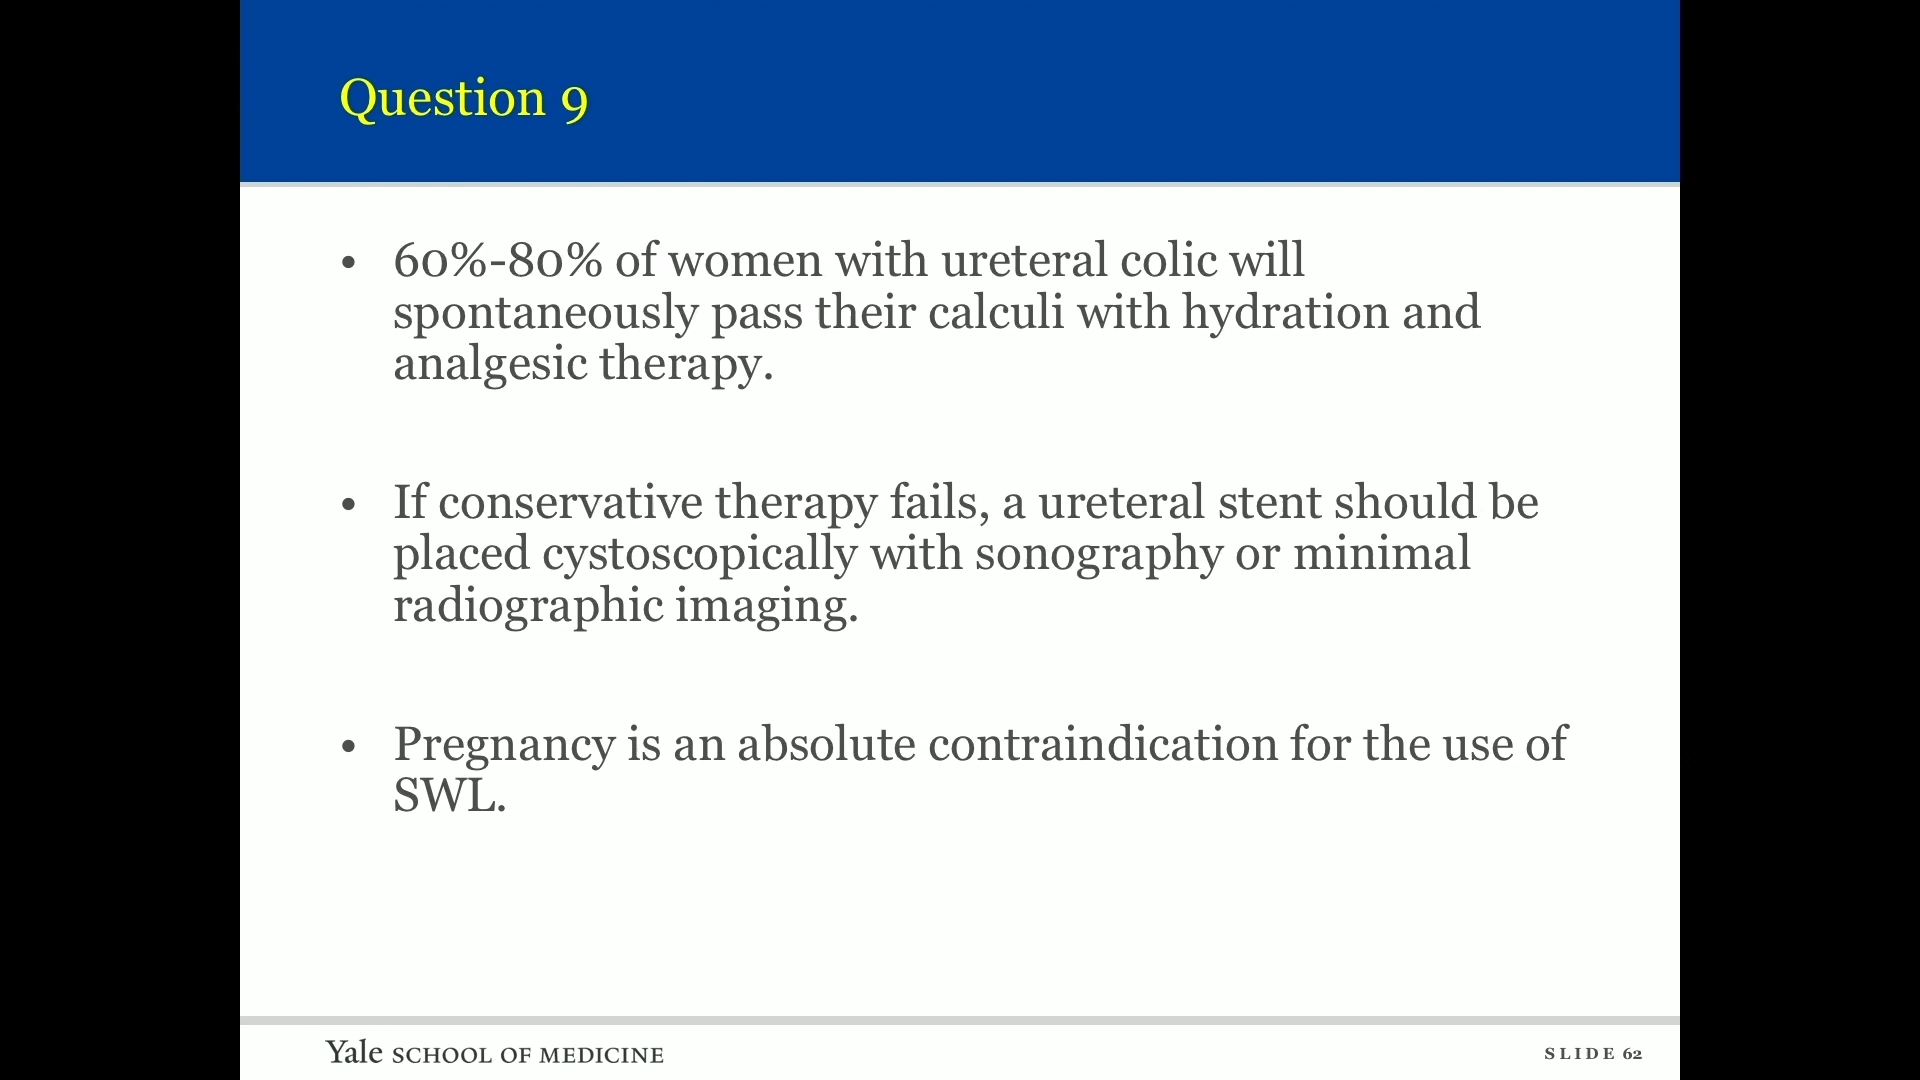 Question 9
• 60%-80% of women with ureteral colic will
spontaneously pass their calculi with hydration and
analgesic therapy.
• If conservative therapy fails, a ureteral stent should be
placed cystoscopically with sonography or minimal
radiographic imaging.
• Pregnancy is an absolute contraindication for the use of
SWL.
Yale SCHOOL OF MEDICINE
SLIDE 62